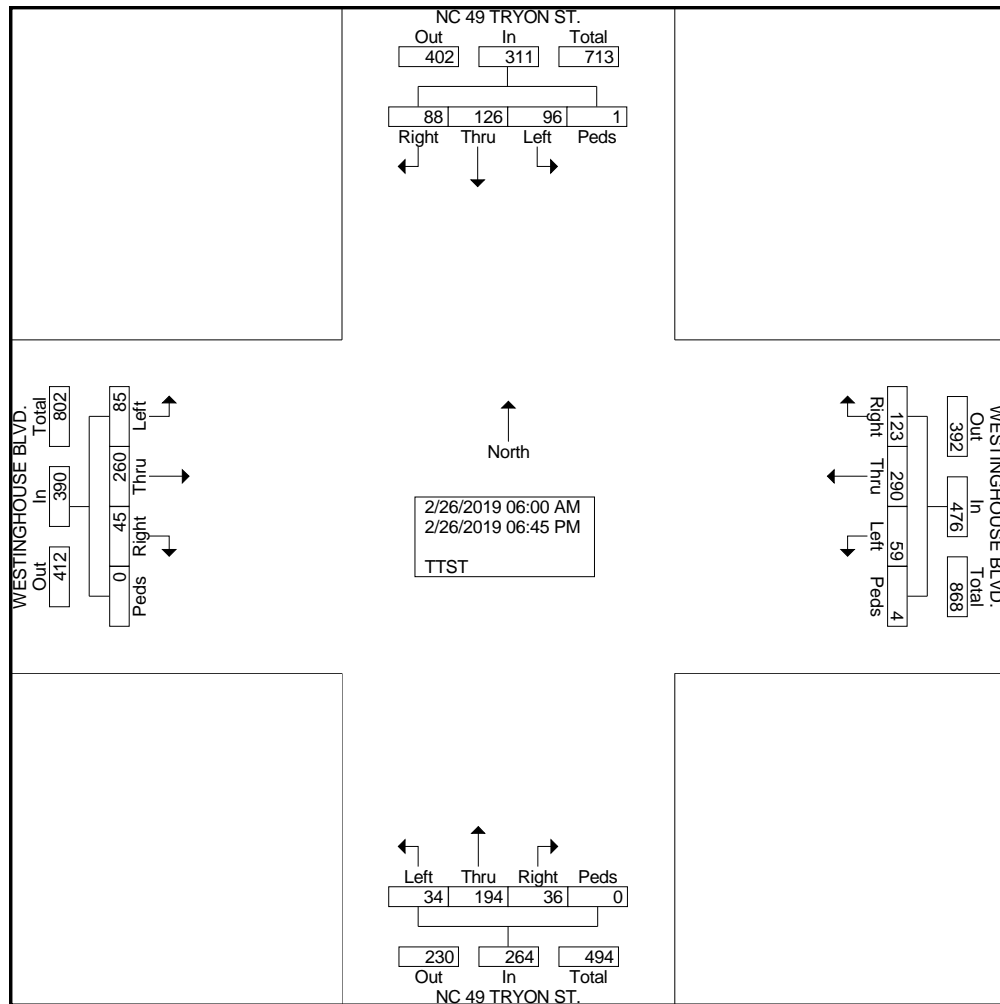 NC 49 TRYON ST.
Out In Total
402 311 713
88 126 96 1
Right Thru Left Peds
WESTINGHOUSE BLVD.
Total In Out
802 390 412
85 260 45 0
Left Thru Right Peds
North
2/26/2019 06:00 AM
2/26/2019 06:45 PM
TTST
Right Thru Left Peds
123 290 59 4
392 476 868
Out In Total
WESTINGHOUSE BLVD.
Left Thru Right Peds
34 194 36 0
230 264 494
Out In Total
NC 49 TRYON ST.